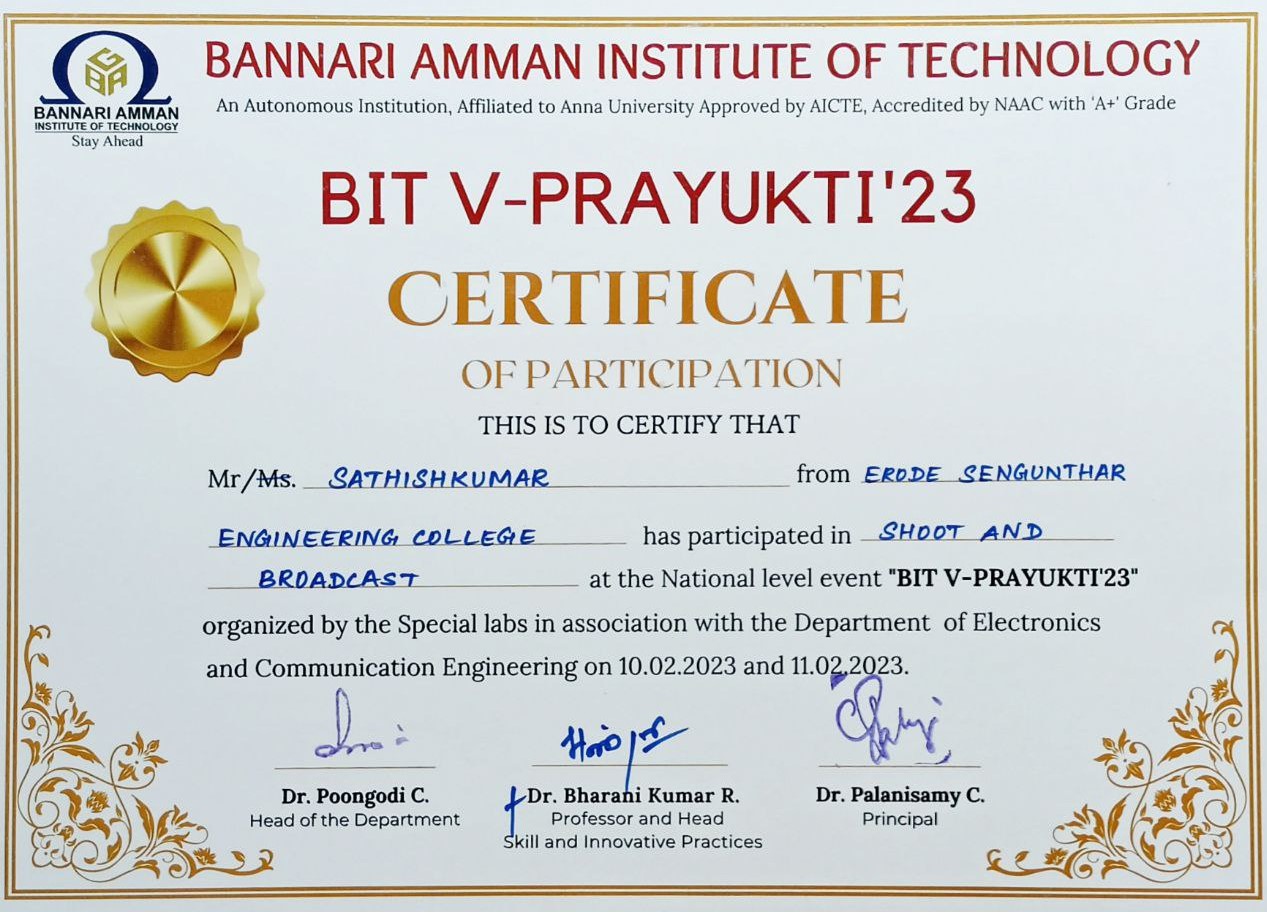 GBA
BANNARI AMMAN
INSTITUTE OF TECHNOLOGY
Stay Ahead
BANNARI AMMAN INSTITUTE OF TECHNOLOGY
An Autonomous Institution, Affiliated to Anna University Approved by AICTE, Accredited by NAAC with 'A+' Grade
BIT V-PRAYUKTI'23
CERTIFICATE
OF PARTICIPATION
THIS IS TO CERTIFY THAT
Mr/Ms. SATHISHKUMAR from ERODE SENGUNTHAR
ENGINEERING COLLEGE has participated in SHOOT AND
BROADCAST at the National level event "BIT V-PRAYUKTI'23"
organized by the Special labs in association with the Department of Electronics
and Communication Engineering on 10.02.2023 and 11.02.2023.
Dr. Poongodi C.
Head of the Department
Dr. Bharani Kumar R.
Professor and Head
Skill and Innovative Practices
Dr. Palanisamy C.
Principal